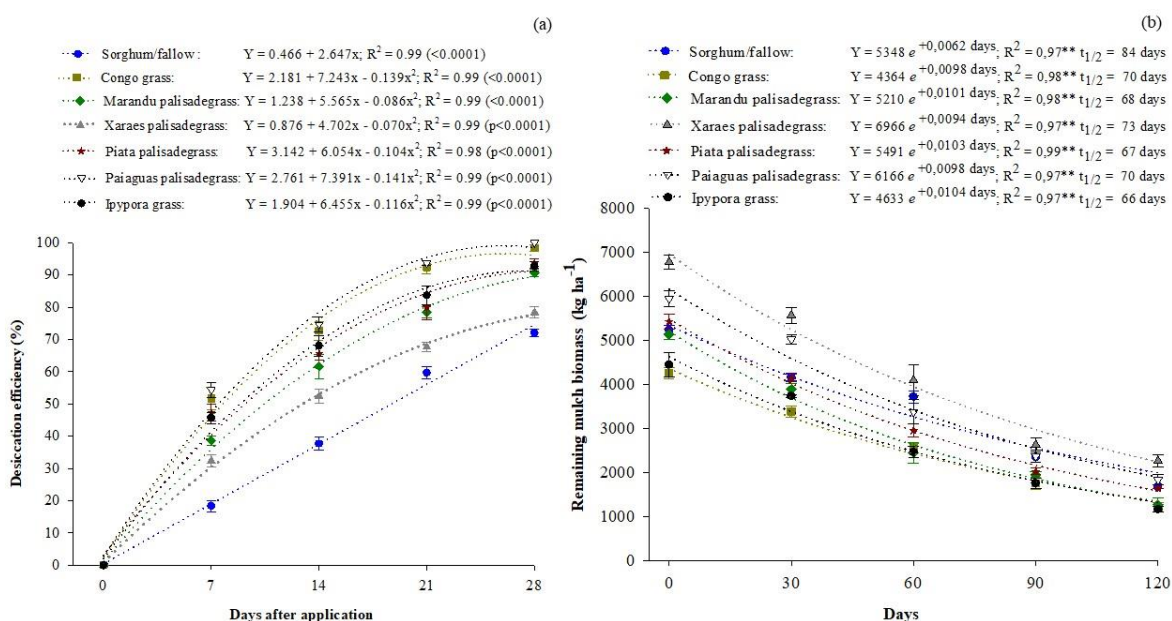 (a)
Sorghum/fallow: Y = 0.466 + 2.647x; R² = 0.99 (<0.0001)
Congo grass: Y = 2.181 + 7.243x - 0.139x²; R² = 0.99 (<0.0001)
Marandu palisadegrass: Y = 1.238 + 5.565x - 0.086x²; R² = 0.99 (<0.0001)
Xaraes palisadegrass: Y = 0.876 + 4.702x - 0.070x²; R² = 0.99 (p<0.0001)
Piata palisadegrass: Y = 3.142 + 6.054x - 0.104x²; R² = 0.98 (p<0.0001)
Paiaguas palisadegrass: Y = 2.761 + 7.391x - 0.141x²; R² = 0.99 (p<0.0001)
Ipypora grass: Y = 1.904 + 6.455x - 0.116x²; R² = 0.99 (p<0.0001)
Desiccation efficiency (%)
100
90
80
70
60
50
40
30
20
10
0
0 7 14 21 28
Days after application
(b)
Sorghum/fallow: Y = 5348 e +0,0062 days; R² = 0,97** t1/2 = 84 days
Congo grass: Y = 4364 e +0,0098 days; R² = 0,98** t1/2 = 70 days
Marandu palisadegrass: Y = 5210 e +0,0101 days; R² = 0,98** t1/2 = 68 days
Xaraes palisadegrass: Y = 6966 e +0,0094 days; R² = 0,97** t1/2 = 73 days
Piata palisadegrass: Y = 5491 e +0,0103 days; R² = 0,99** t1/2 = 67 days
Paiaguas palisadegrass: Y = 6166 e +0,0098 days; R² = 0,97** t1/2 = 70 days
Ipypora grass: Y = 4633 e +0,0104 days; R² = 0,97** t1/2 = 66 days
Remaining mulch biomass (kg ha⁻¹)
8000
7000
6000
5000
4000
3000
2000
1000
0
0 30 60 90 120
Days